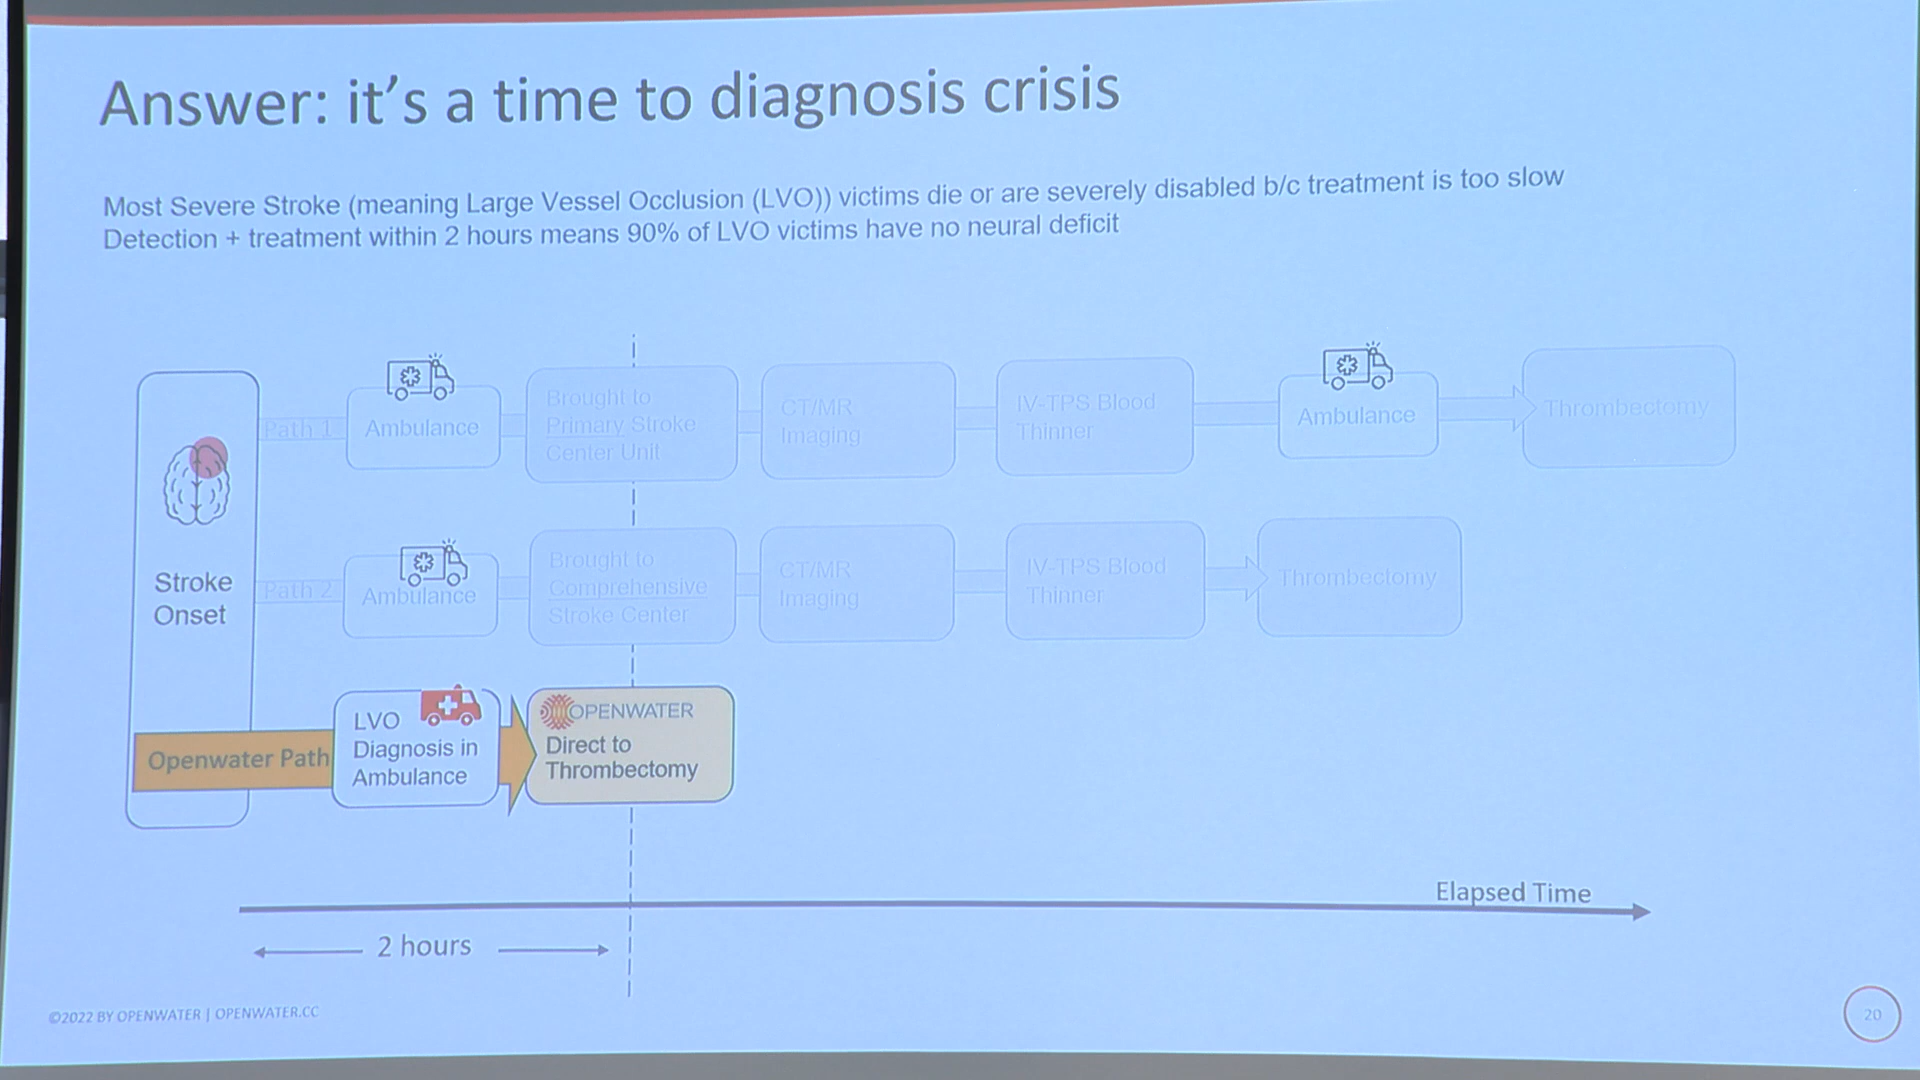 Answer: it's a time to diagnosis crisis
Most Severe Stroke (meaning Large Vessel Occlusion (LVO)) victims die or are severely disabled b/c treatment is too slow
Detection + treatment within 2 hours means 90% of LVO victims have no neural deficit
Stroke
Onset
Path 1
Ambulance
Brought to
Primary Stroke
Center Unit
CT/MR
Imaging
IV-TPS Blood
Thinner
Ambulance
Thrombectomy
Path 2
Ambulance
Brought to
Comprehensive
Stroke Center
CT/MR
Imaging
IV-TPS Blood
Thinner
Thrombectomy
Openwater Path
LVO
Diagnosis in
Ambulance
OPENWATER
Direct to
Thrombectomy
Elapsed Time
2 hours
©2022 BY OPENWATER | OPENWATER.CC
20